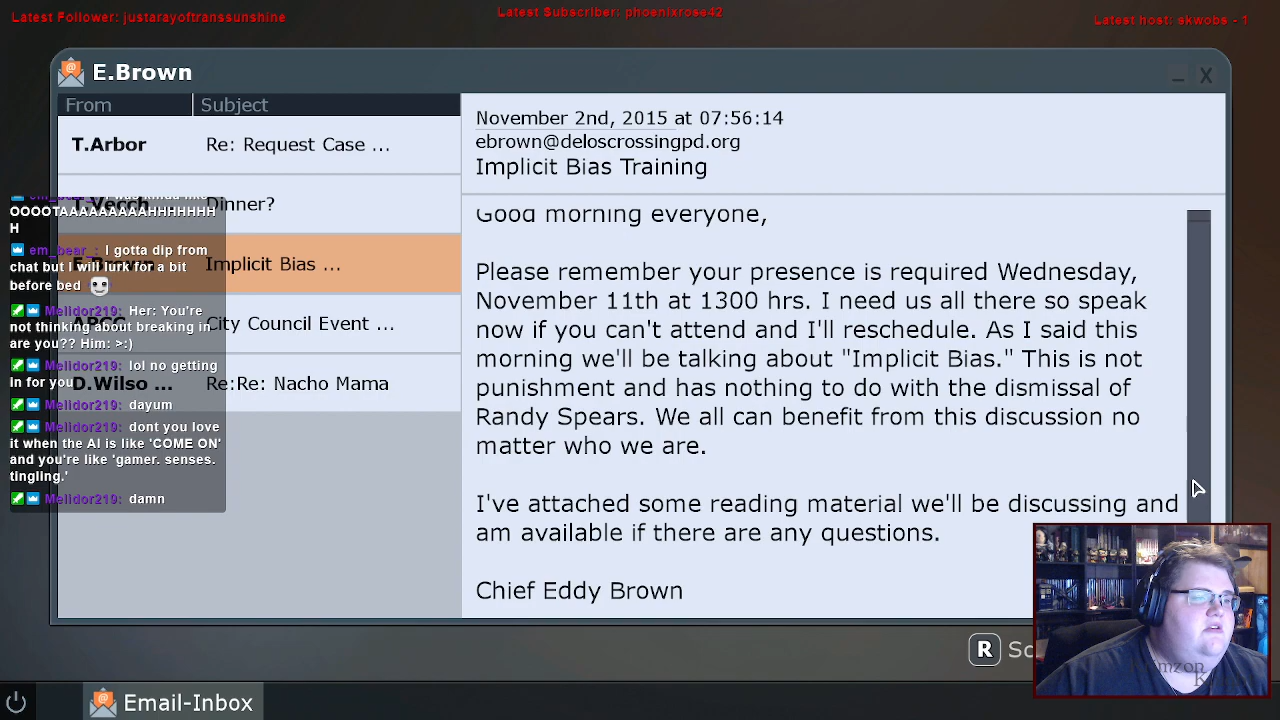 Latest Follower: justarayoftranssunshine
Latest Subscriber: phoenixrose42
Latest host: skwobs - 1
E.Brown
From Subject
T.Arbor Re: Request Case ...
Dinner?
Implicit Bias ...
City Council Event ...
D.Wilso ... Re:Re: Nacho Mama
November 2nd, 2015 at 07:56:14
ebrown@deloscrossingpd.org
Implicit Bias Training
Good morning everyone,
Please remember your presence is required Wednesday,
November 11th at 1300 hrs. I need us all there so speak
now if you can't attend and I'll reschedule. As I said this
morning we'll be talking about "Implicit Bias." This is not
punishment and has nothing to do with the dismissal of
Randy Spears. We all can benefit from this discussion no
matter who we are.
I've attached some reading material we'll be discussing and
am available if there are any questions.
Chief Eddy Brown
OOOOTAAAAAAAAAHHHHHHH
H
em_bear_: I gotta dip from
chat but I will lurk for a bit
before bed
Melidor219: Her: You're
not thinking about breaking in
are you?? Him: >:)
Melidor219: lol no getting
in for you
Melidor219: dayum
Melidor219: dont you love
it when the AI is like 'COME ON'
and you're like 'gamer. senses.
tingling.'
Melidor219: damn
R
Email-Inbox